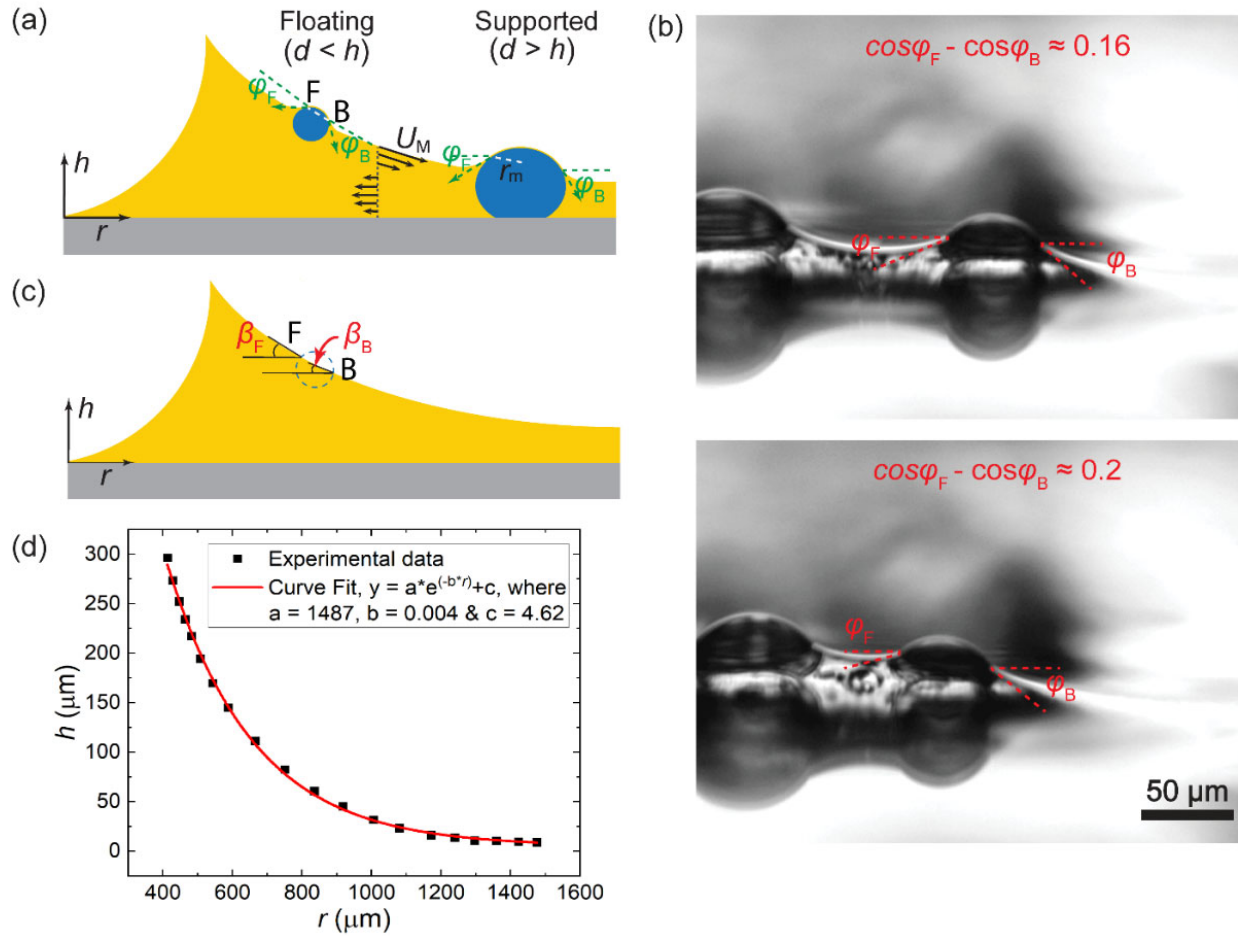 (a)
Floating
(d < h)
Supported
(d > h)
φF
F
B
φB
UM
φF
rm
φB
h
r
(b)
cosφF - cosφB ≈ 0.16
φF
φB
(c)
βF
F
βB
B
h
r
cosφF - cosφB ≈ 0.2
φF
φB
50 μm
(d)
Experimental data
Curve Fit, y = a*e(-b*r)+c, where
a = 1487, b = 0.004 & c = 4.62
300
250
200
150
100
50
0
h (μm)
400
600
800
1000
1200
1400
1600
r (μm)